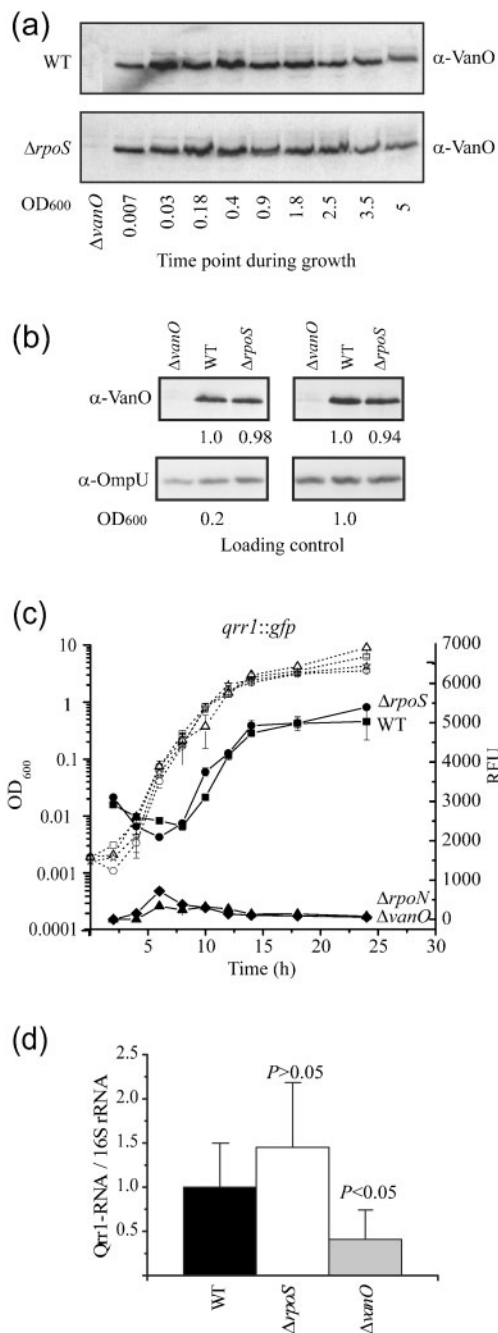 (a)
WT α-VanO
ΔrpoS α-VanO
OD600 ΔvanO 0.007 0.03 0.18 0.4 0.9 1.8 2.5 3.5 5
Time point during growth
(b)
ΔvanO WT ΔrpoS ΔvanO WT ΔrpoS
α-VanO
1.0 0.98 1.0 0.94
α-OmpU
OD600 0.2 1.0
Loading control
(c)
qrr1::gfp
10 7000
6000
1
ΔrpoS
5000
WT
0.1 4000
OD600 RFU
3000
0.01
2000
0.001 1000
ΔrpoN
0
ΔvanO
0.0001
0 5 10 15 20 25 30
Time (h)
(d)
2.5
P>0.05
2.0
1.5
P<0.05
1.0
0.5
Qrr1-RNA / 16S rRNA
WT ΔrpoS ΔvanO